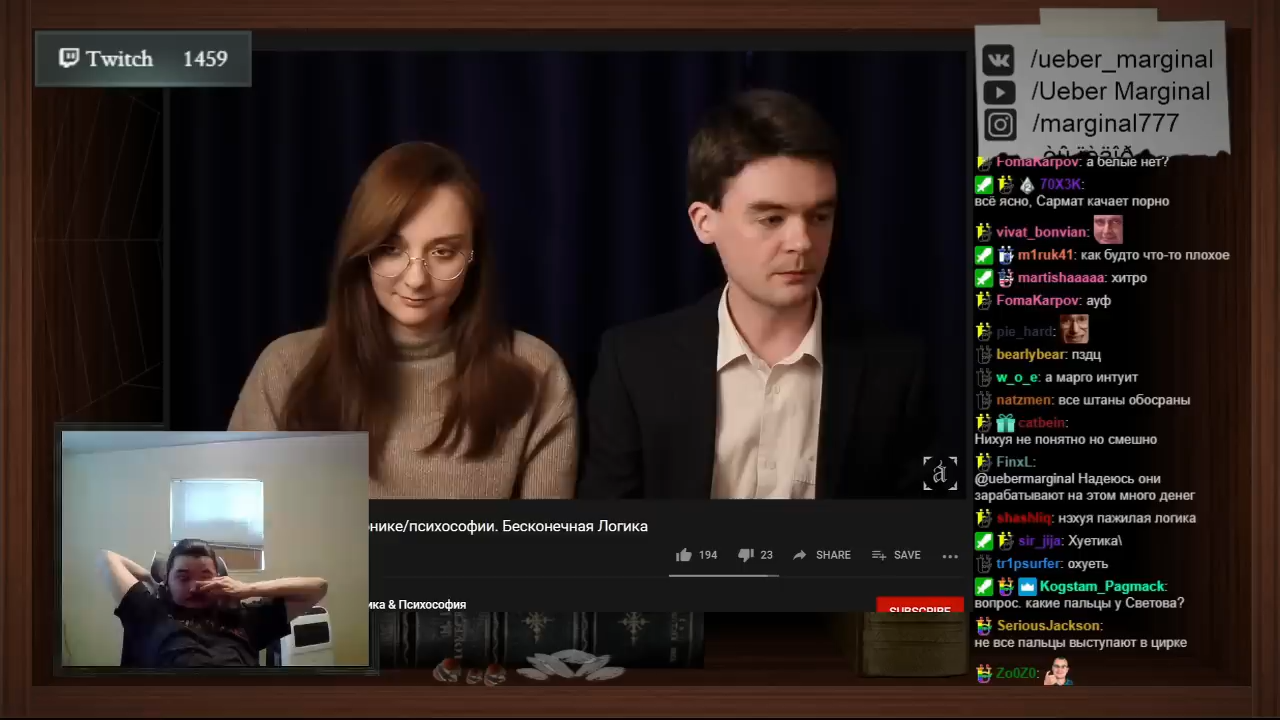 Twitch 1459
/ueber_marginal
/Ueber Marginal
/marginal777
FomaKarpov: а белые нет?
70X3K:
всё ясно, Сармат качает порно
vivat_bonvian:
m1ruk41: как будто что-то плохое
martishaaaaa: хитро
FomaKarpov: ауф
pie_hard:
bearlybear: пздц
w_o_e: а марго интуит
natzmen: все штаны обосраны
catbein:
Нихуя не понятно но смешно
FinxL:
@uebermarginal Надеюсь они
зарабатывают на этом много денег
shashliq: нэхуя пажилая логика
sir_jija: Хуетика\
tr1psurfer: охуеть
Kogstam_Pagmack:
вопрос. какие пальцы у Светова?
SeriousJackson:
не все пальцы выступают в цирке
Zo0Z0:
онике/психософии. Бесконечная Логика
194 23 SHARE SAVE
ика & Психософия
SUBSCRIBE